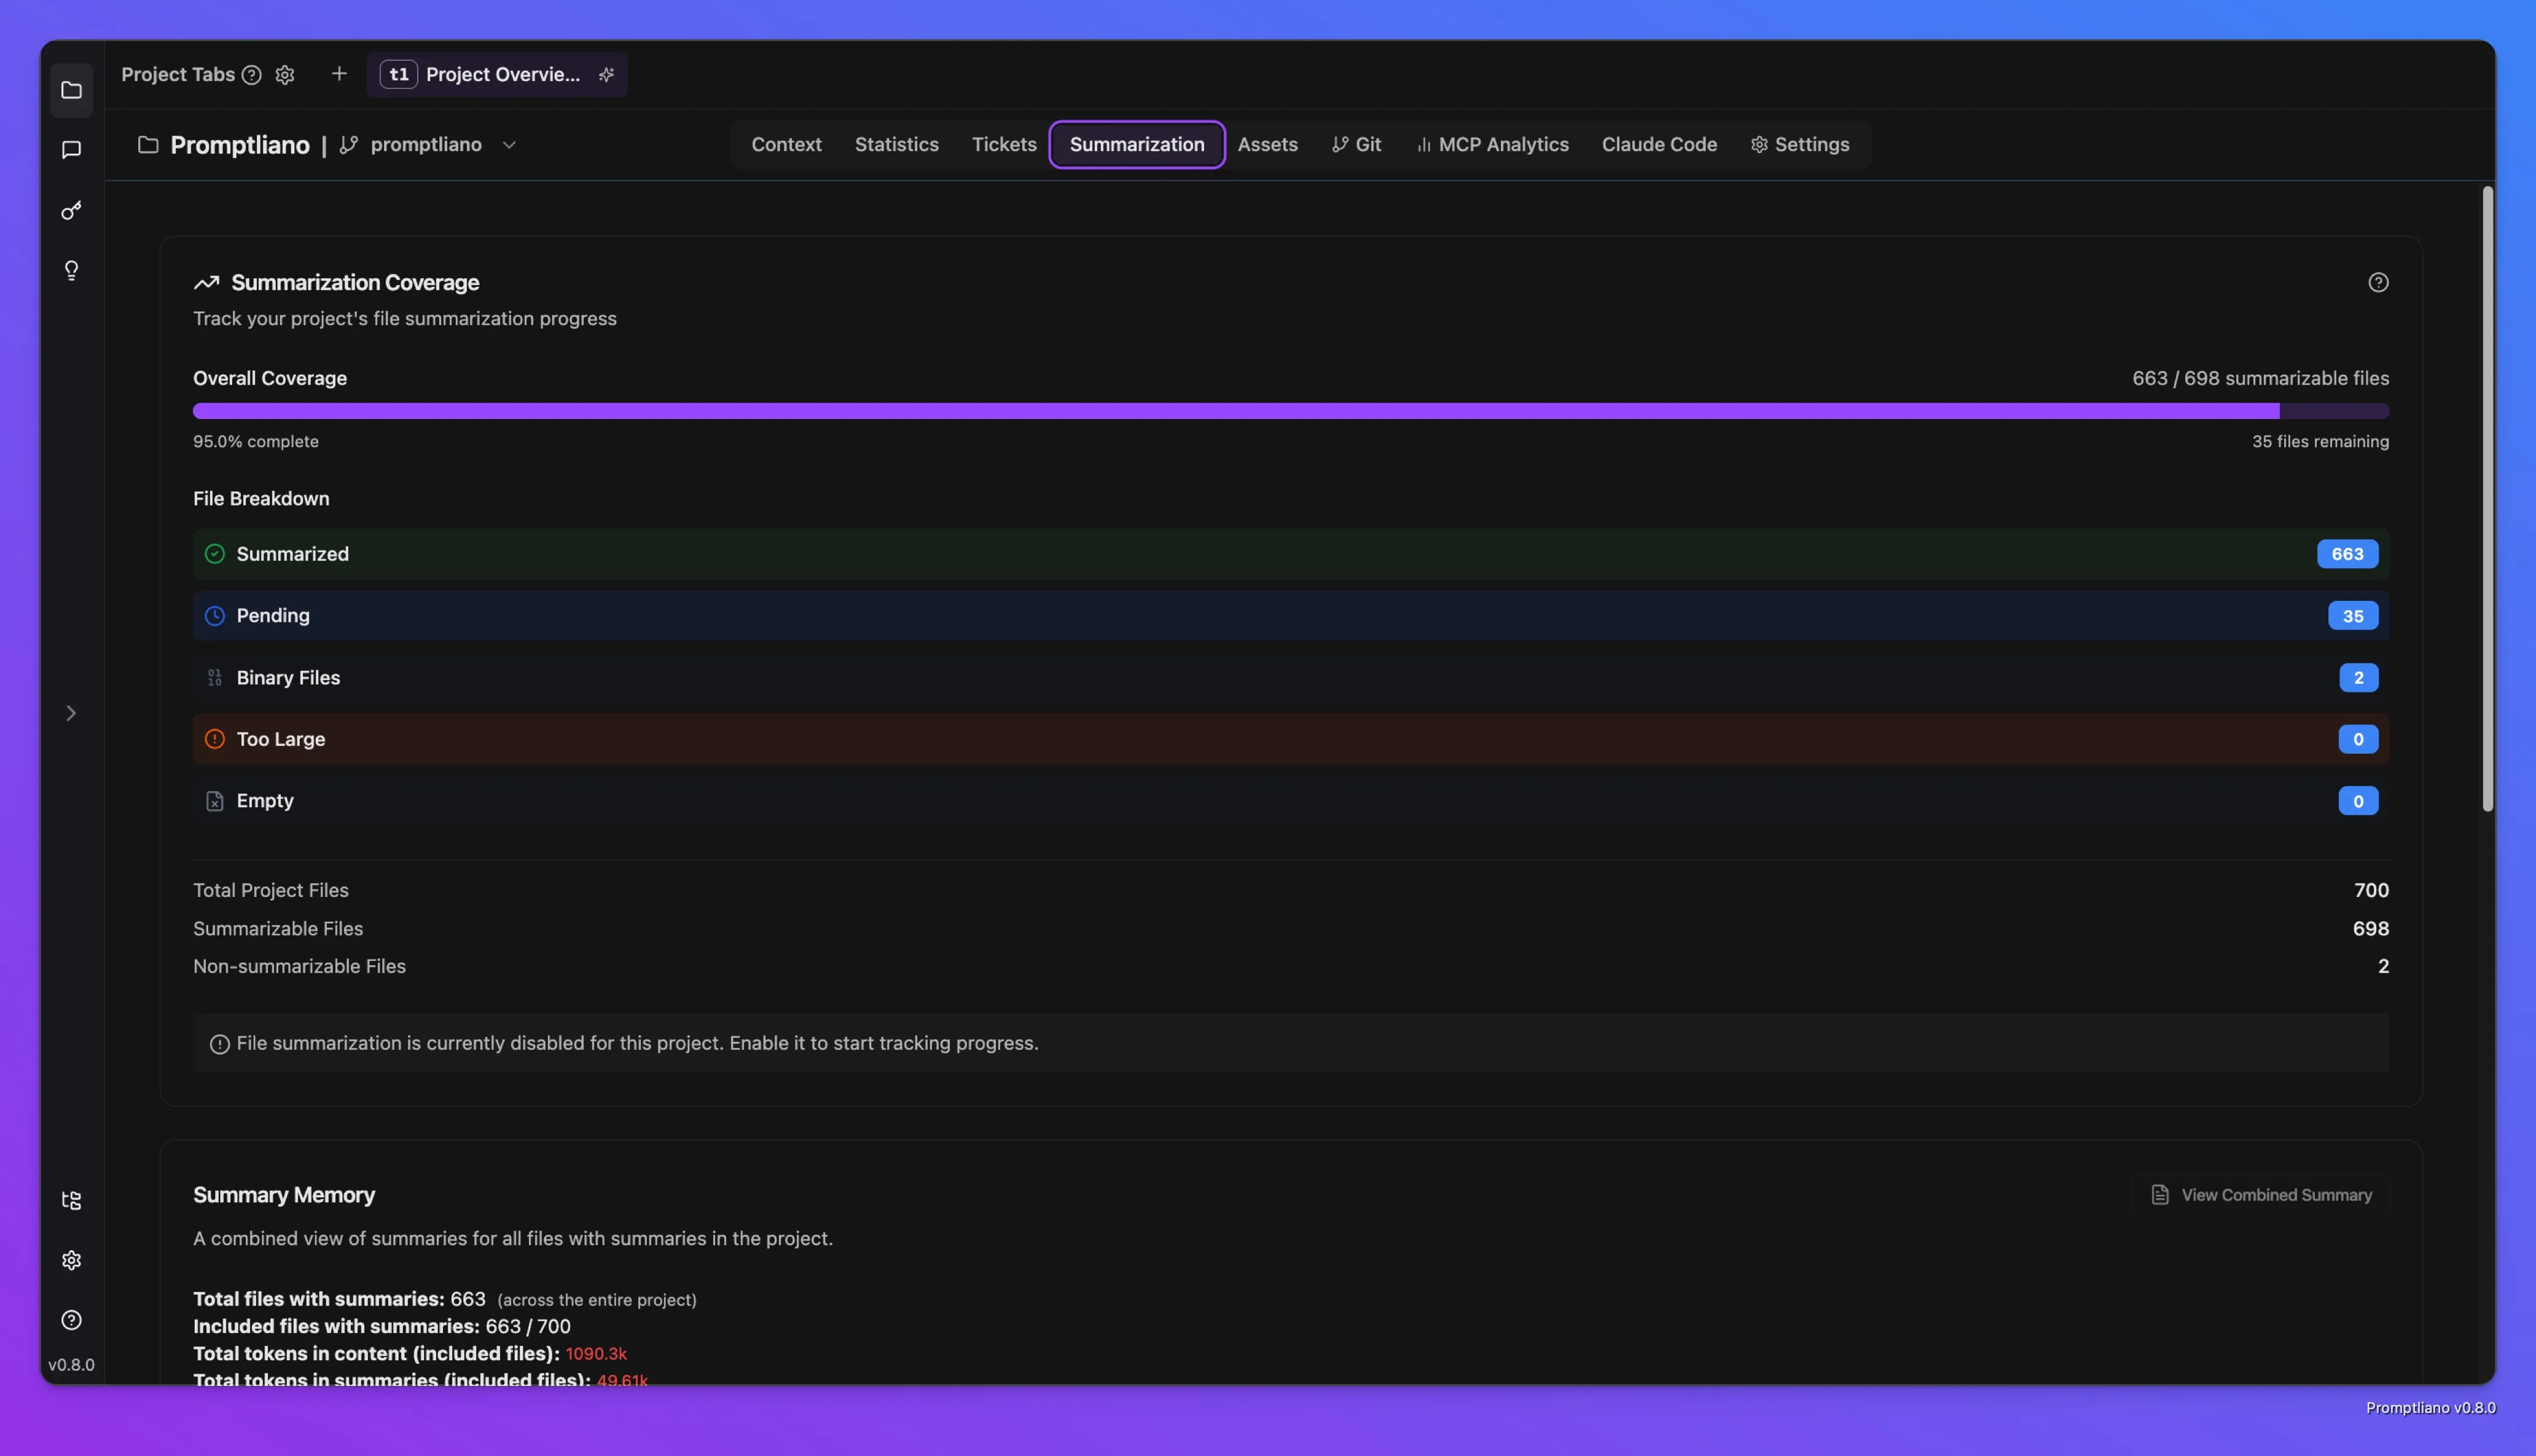 Project Tabs
t1 Project Overvie...
Promptliano | promptliano
Context Statistics Tickets Summarization Assets Git MCP Analytics Claude Code Settings
Summarization Coverage
Track your project's file summarization progress
Overall Coverage 663 / 698 summarizable files
95.0% complete 35 files remaining
File Breakdown
Summarized 663
Pending 35
Binary Files 2
Too Large 0
Empty 0
Total Project Files 700
Summarizable Files 698
Non-summarizable Files 2
File summarization is currently disabled for this project. Enable it to start tracking progress.
Summary Memory View Combined Summary
A combined view of summaries for all files with summaries in the project.
Total files with summaries: 663 (across the entire project)
Included files with summaries: 663 / 700
Total tokens in content (included files): 1090.3k
Total tokens in summaries (included files): 49.61k
v0.8.0
Promptliano v0.8.0